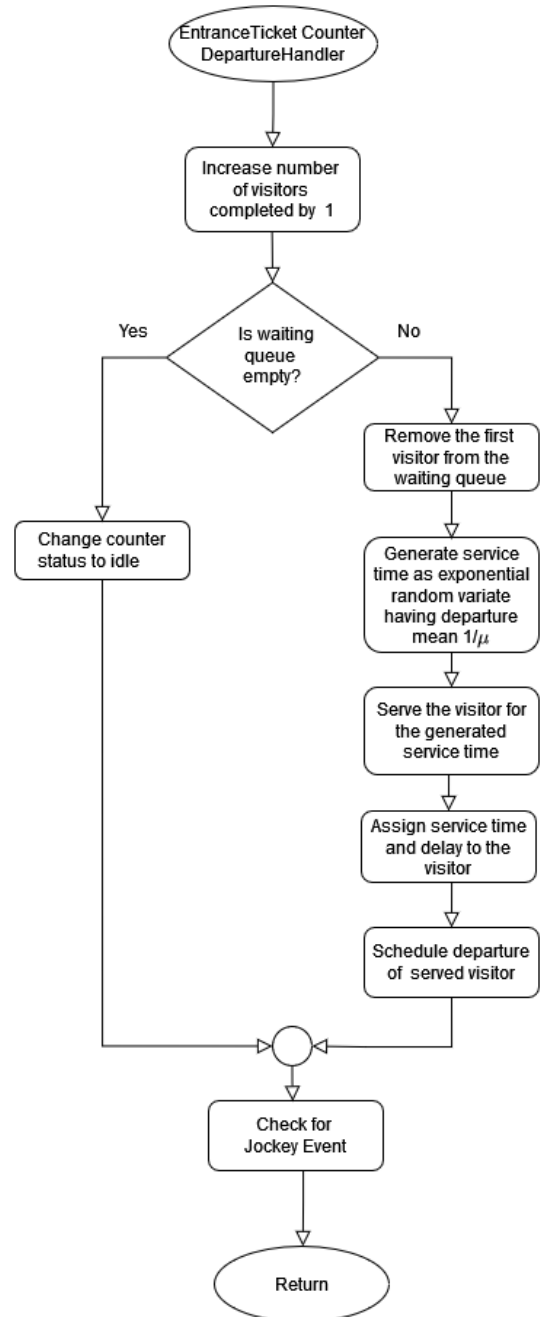 EntranceTicket Counter
DepartureHandler
Increase number
of visitors
completed by 1
Is waiting
queue
empty?
Yes
No
Remove the first
visitor from the
waiting queue
Change counter
status to idle
Generate service
time as exponential
random variate
having departure
mean 1/μ
Serve the visitor for
the generated
service time
Assign service time
and delay to the
visitor
Schedule departure
of served visitor
Check for
Jockey Event
Return